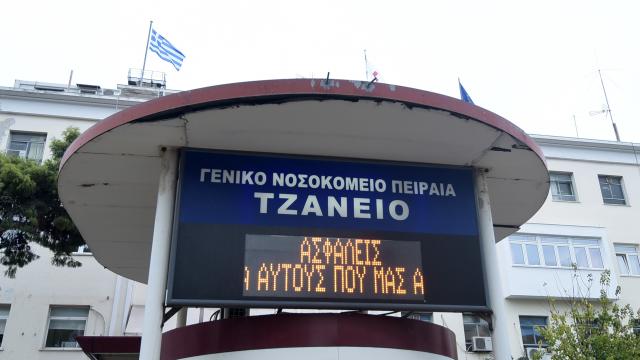 ΓΕΝΙΚΟ ΝΟΣΟΚΟΜΕΙΟ ΠΕΙΡΑΙΑ
ΤΖΑΝΕΙΟ
ΑΣΦΑΛΕΙΣ
Α ΑΥΤΟΥΣ ΠΟΥ ΜΑΣ Α